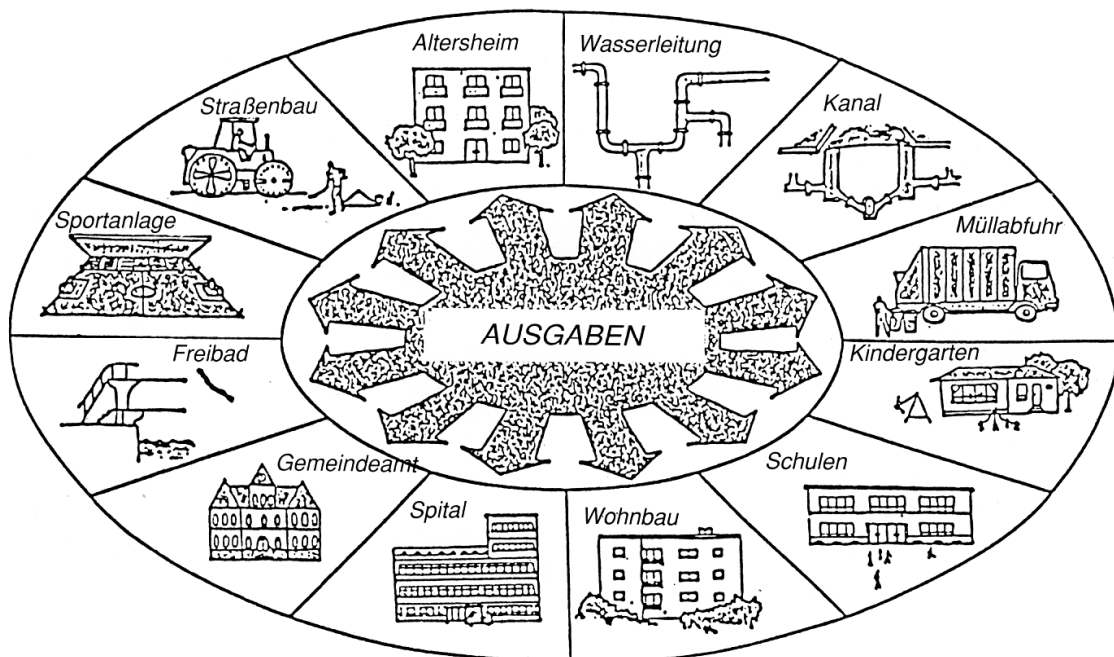 Altersheim
Wasserleitung
Kanal
Müllabfuhr
Kindergarten
Schulen
Wohnbau
Spital
Gemeindeamt
Freibad
Sportanlage
Straßenbau
AUSGABEN